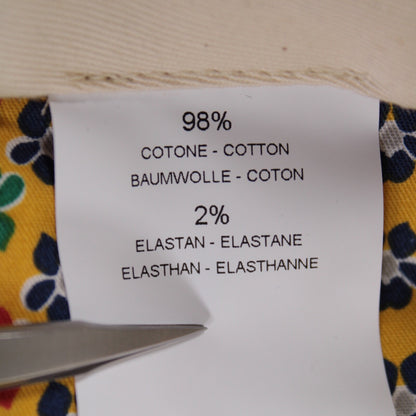 98%
COTONE - COTTON
BAUMWOLLE - COTON
2%
ELASTAN - ELASTANE
ELASTHAN - ELASTHANNE